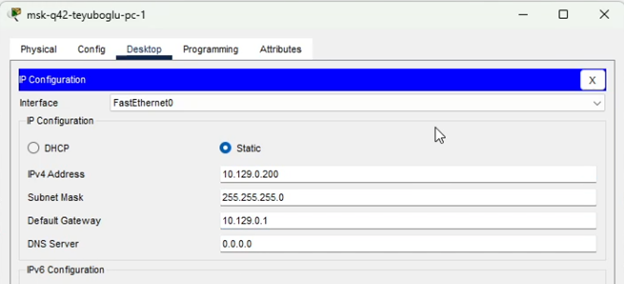 msk-q42-teyuboglu-pc-1
Physical Config Desktop Programming Attributes
IP Configuration X
Interface FastEthernet0
IP Configuration
DHCP Static
IPv4 Address 10.129.0.200
Subnet Mask 255.255.255.0
Default Gateway 10.129.0.1
DNS Server 0.0.0.0
IPv6 Configuration